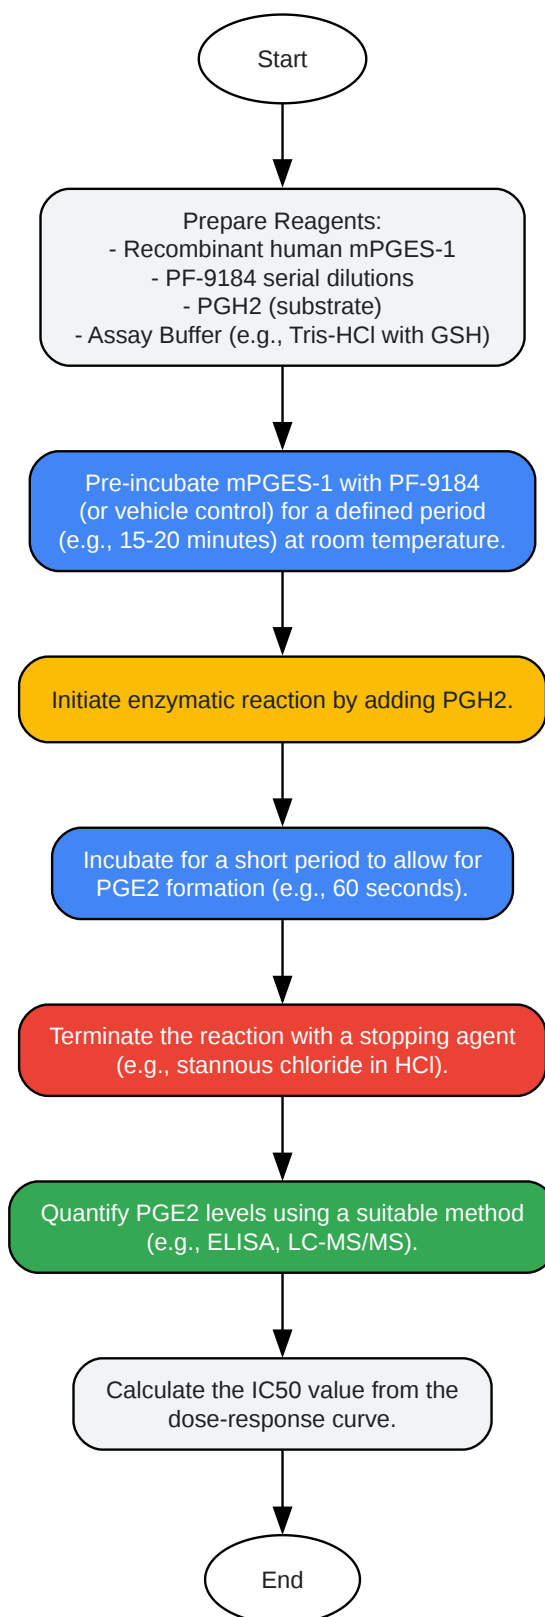 Start
Prepare Reagents:
- Recombinant human mPGES-1
- PF-9184 serial dilutions
- PGH2 (substrate)
- Assay Buffer (e.g., Tris-HCl with GSH)
Pre-incubate mPGES-1 with PF-9184
(or vehicle control) for a defined period
(e.g., 15-20 minutes) at room temperature.
Initiate enzymatic reaction by adding PGH2.
Incubate for a short period to allow for
PGE2 formation (e.g., 60 seconds).
Terminate the reaction with a stopping agent
(e.g., stannous chloride in HCl).
Quantify PGE2 levels using a suitable method
(e.g., ELISA, LC-MS/MS).
Calculate the IC50 value from the
dose-response curve.
End